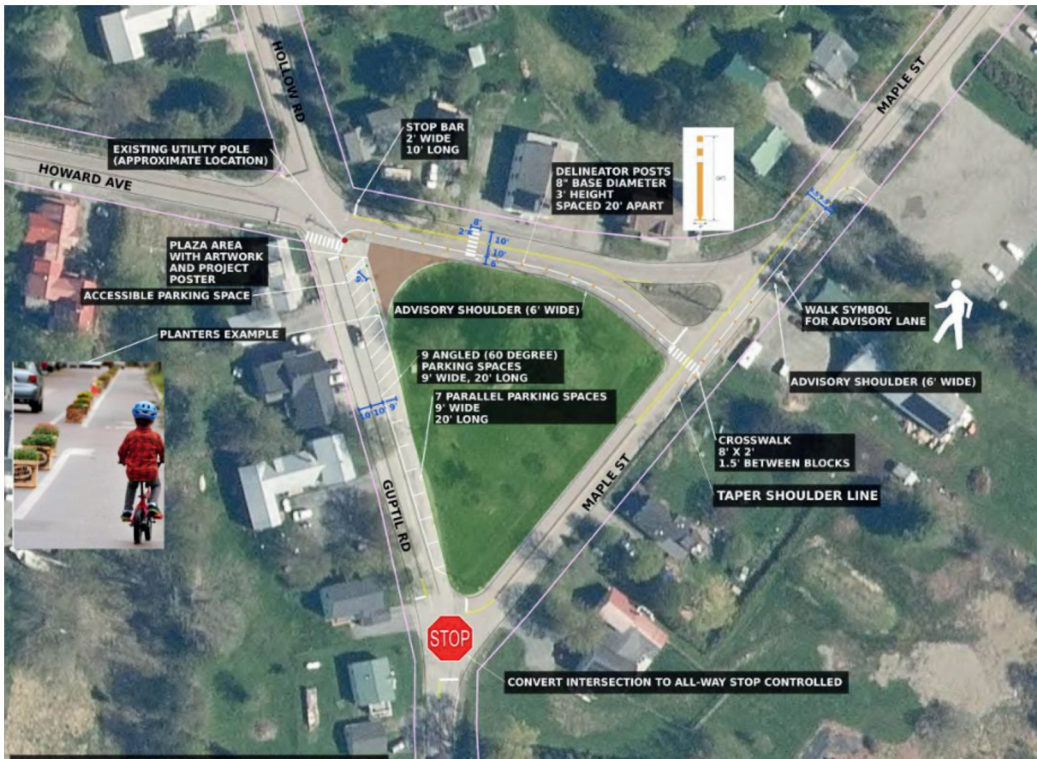 HOLLOW RD
MAPLE ST
STOP BAR
2' WIDE
10' LONG
EXISTING UTILITY POLE
(APPROXIMATE LOCATION)
HOWARD AVE
DELINEATOR POSTS
8" BASE DIAMETER
3' HEIGHT
SPACED 20' APART
2'
10'
10'
6'
PLAZA AREA
WITH ARTWORK
AND PROJECT
POSTER
ACCESSIBLE PARKING SPACE
9'
ADVISORY SHOULDER (6' WIDE)
WALK SYMBOL
FOR ADVISORY LANE
PLANTERS EXAMPLE
9 ANGLED (60 DEGREE)
PARKING SPACES
9' WIDE, 20' LONG
ADVISORY SHOULDER (6' WIDE)
7 PARALLEL PARKING SPACES
9' WIDE
20' LONG
10' 10' 9'
CROSSWALK
8' X 2'
1.5' BETWEEN BLOCKS
TAPER SHOULDER LINE
MAPLE ST
GUPTIL RD
STOP
CONVERT INTERSECTION TO ALL-WAY STOP CONTROLLED